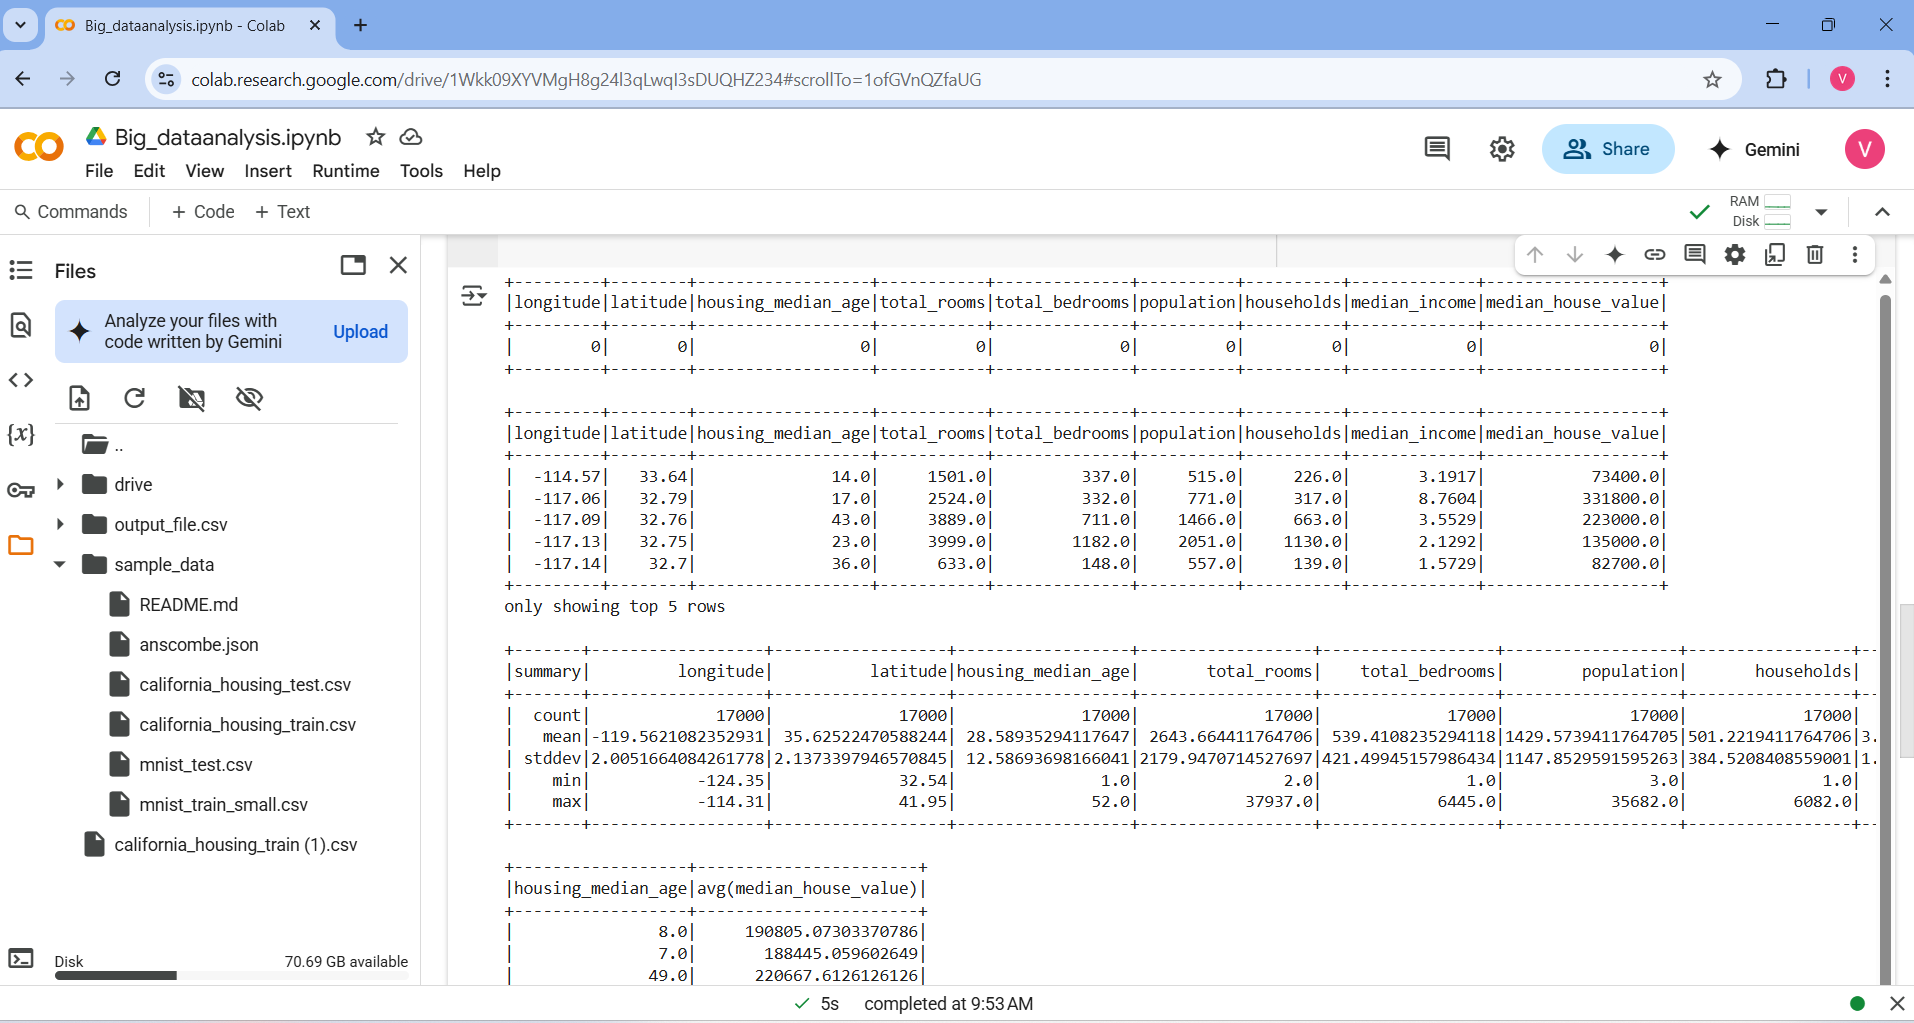 Big_dataanalysis.ipynb - Colab
colab.research.google.com/drive/1Wkk09XYVMgH8g24l3qLwqI3sDUQHZ234#scrollTo=1ofGVnQZfaUG
V
Big_dataanalysis.ipynb
File Edit View Insert Runtime Tools Help
Share
Gemini
V
Commands + Code + Text
RAM
Disk
Files
Analyze your files with
code written by Gemini
Upload
..
drive
output_file.csv
sample_data
README.md
anscombe.json
california_housing_test.csv
california_housing_train.csv
mnist_test.csv
mnist_train_small.csv
california_housing_train (1).csv
Disk 70.69 GB available
+---------+--------+------------------+-----------+--------------+----------+----------+-------------+------------------+
|longitude|latitude|housing_median_age|total_rooms|total_bedrooms|population|households|median_income|median_house_value|
+---------+--------+------------------+-----------+--------------+----------+----------+-------------+------------------+
|        0|       0|                 0|          0|             0|         0|         0|            0|                 0|
+---------+--------+------------------+-----------+--------------+----------+----------+-------------+------------------+
+---------+--------+------------------+-----------+--------------+----------+----------+-------------+------------------+
|longitude|latitude|housing_median_age|total_rooms|total_bedrooms|population|households|median_income|median_house_value|
+---------+--------+------------------+-----------+--------------+----------+----------+-------------+------------------+
|  -114.57|   33.64|              14.0|     1501.0|         337.0|     515.0|     226.0|       3.1917|           73400.0|
|  -117.06|   32.79|              17.0|     2524.0|         332.0|     771.0|     317.0|       8.7604|          331800.0|
|  -117.09|   32.76|              43.0|     3889.0|         711.0|    1466.0|     663.0|       3.5529|          223000.0|
|  -117.13|   32.75|              23.0|     3999.0|        1182.0|    2051.0|    1130.0|       2.1292|          135000.0|
|  -117.14|    32.7|              36.0|      633.0|         148.0|     557.0|     139.0|       1.5729|           82700.0|
+---------+--------+------------------+-----------+--------------+----------+----------+-------------+------------------+
only showing top 5 rows
+-------+------------------+------------------+------------------+------------------+------------------+------------------+-----------------+--
|summary|         longitude|          latitude|housing_median_age|       total_rooms|    total_bedrooms|        population|       households|
+-------+------------------+------------------+------------------+------------------+------------------+------------------+-----------------+--
|  count|             17000|             17000|             17000|             17000|             17000|             17000|            17000|
|   mean|-119.5621082352931| 35.62522470588244| 28.58935294117647| 2643.664411764706| 539.4108235294118|1429.5739411764705|501.2219411764706|3.
| stddev|2.0051664084261778|2.1373397946570845| 12.58693698166041|2179.9470714527697|421.49945157986434|1147.8529591595263|384.5208408559001|1.
|    min|           -124.35|             32.54|               1.0|               2.0|               1.0|               3.0|              1.0|
|    max|           -114.31|             41.95|              52.0|           37937.0|            6445.0|           35682.0|           6082.0|
+-------+------------------+------------------+------------------+------------------+------------------+------------------+-----------------+--
+------------------+-----------------------+
|housing_median_age|avg(median_house_value)|
+------------------+-----------------------+
|               8.0|     190805.07303370786|
|               7.0|       188445.059602649|
|              49.0|      220667.6126126126|
5s completed at 9:53 AM